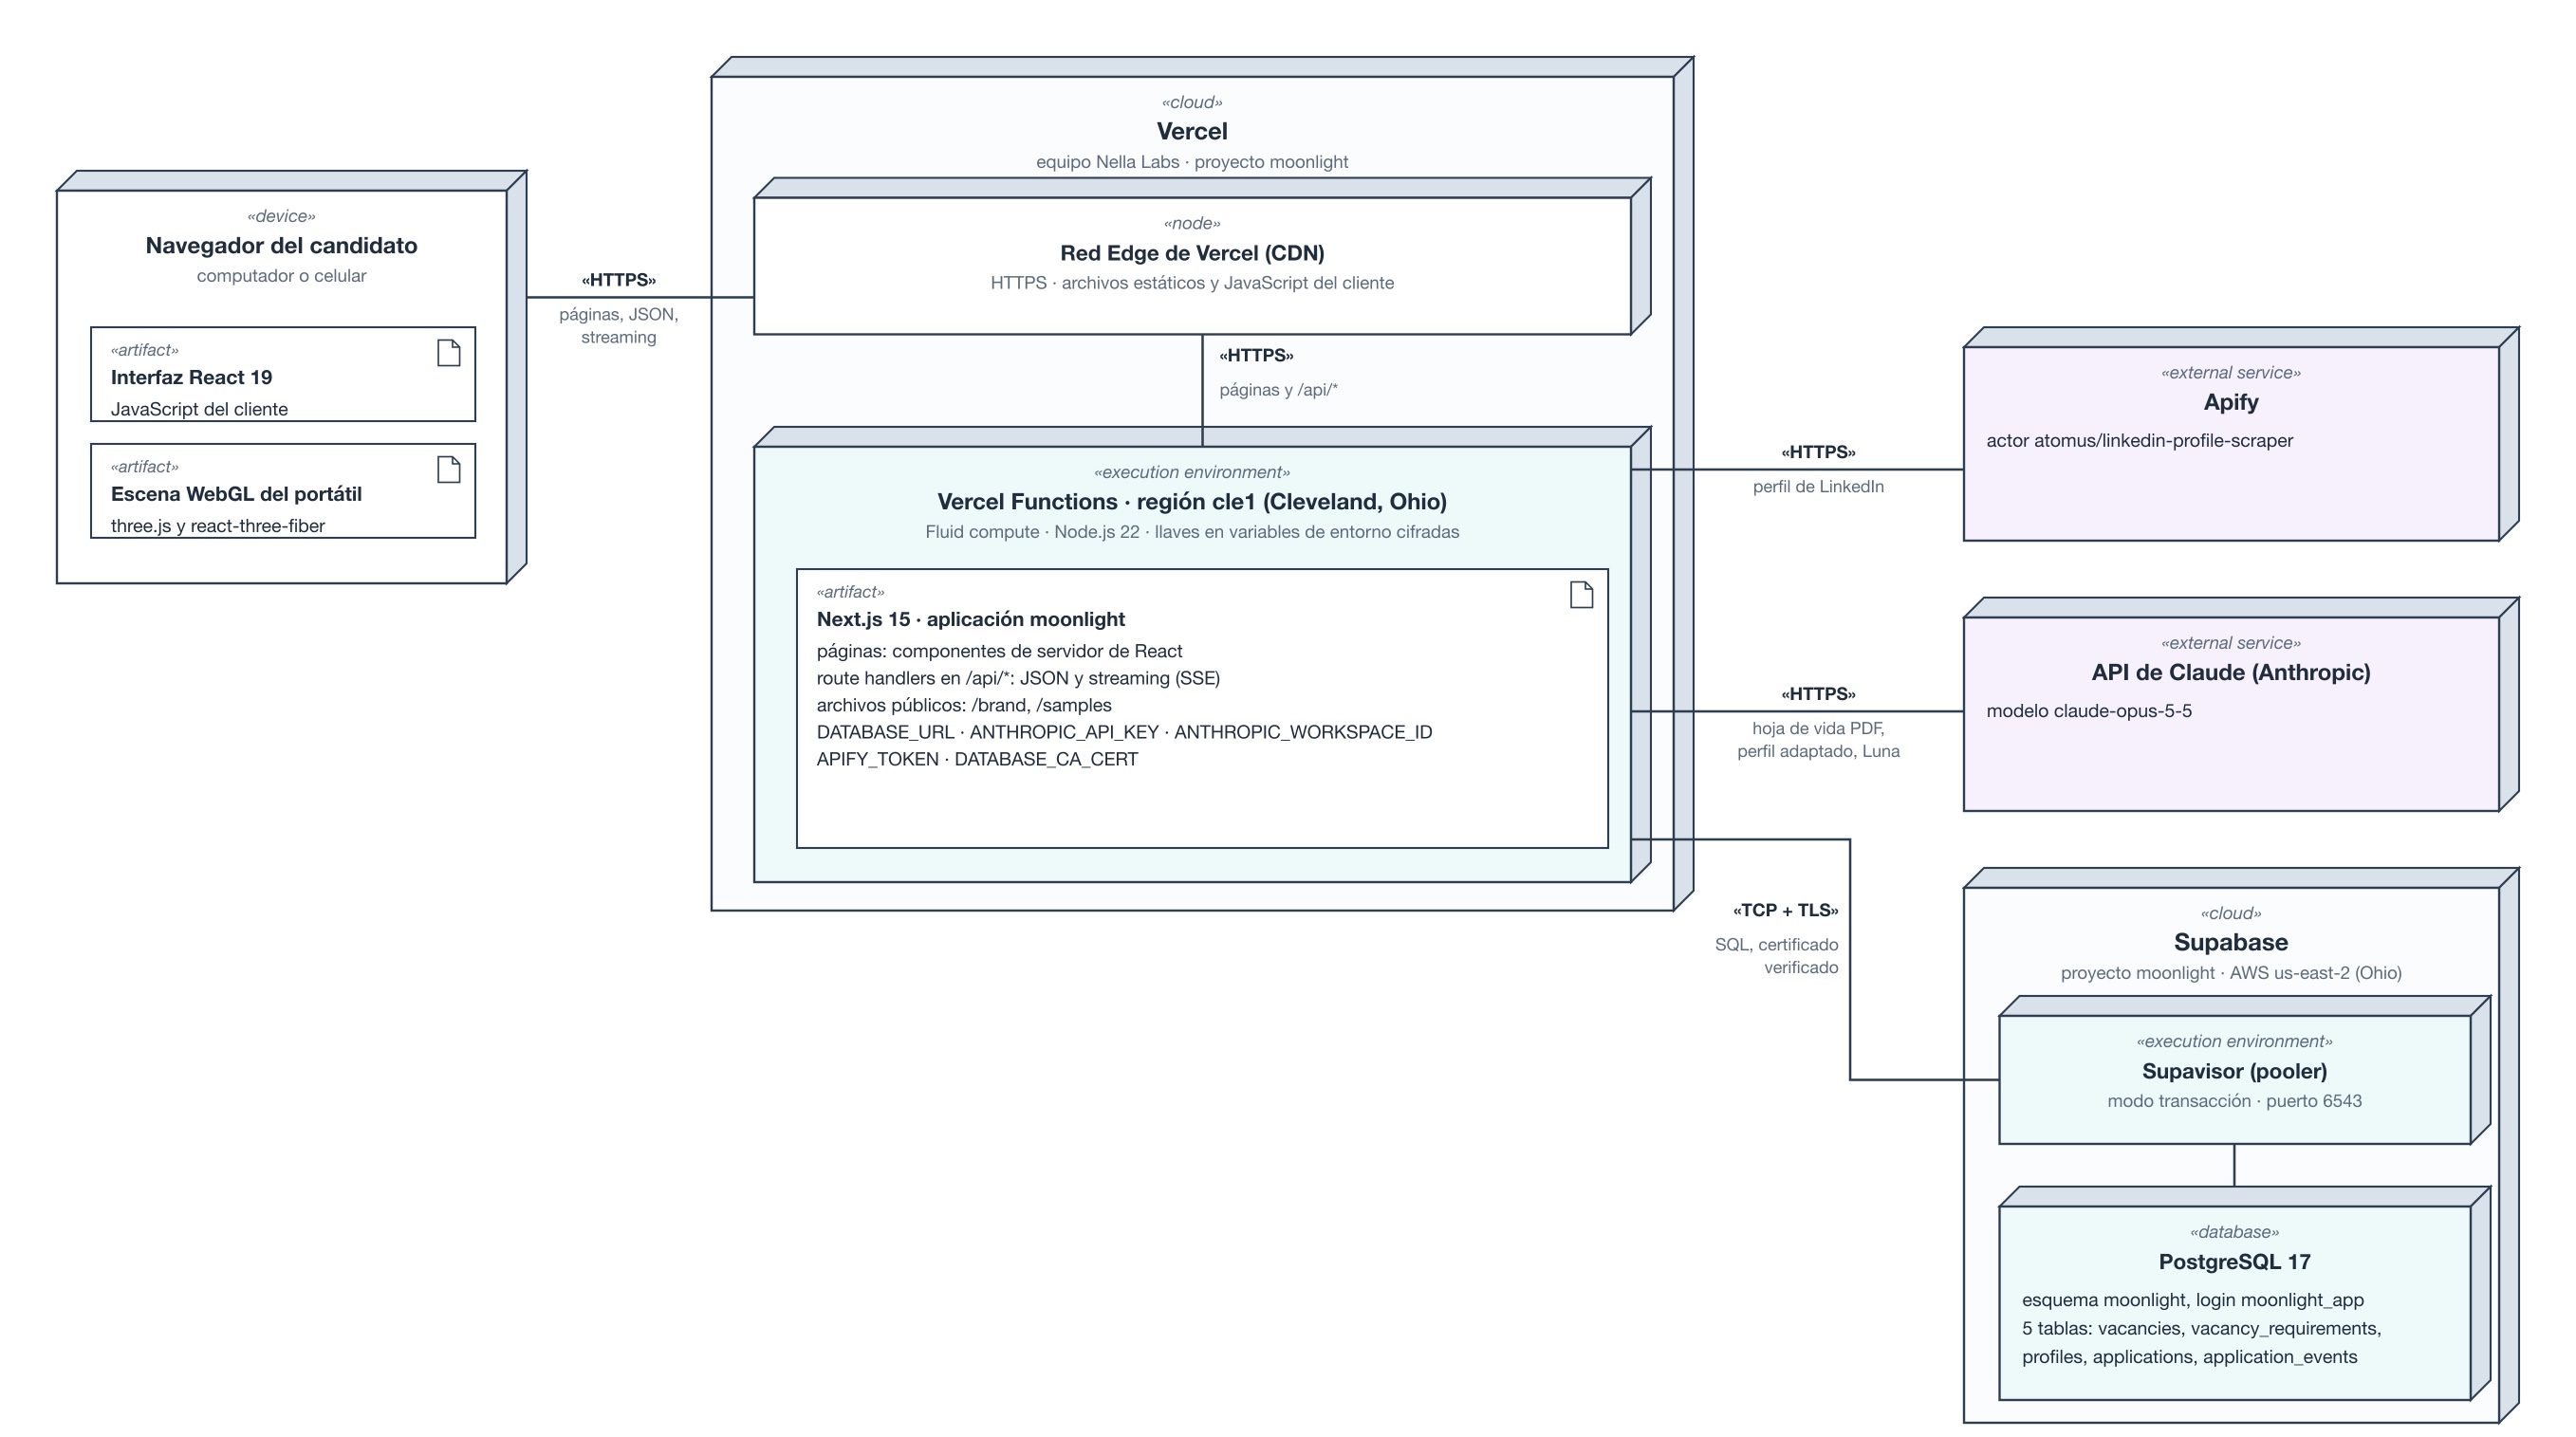 «device»
Navegador del candidato
computador o celular
«artifact»
Interfaz React 19
JavaScript del cliente
«artifact»
Escena WebGL del portátil
three.js y react-three-fiber
«HTTPS»
páginas, JSON,
streaming
«cloud»
Vercel
equipo Nella Labs · proyecto moonlight
«node»
Red Edge de Vercel (CDN)
HTTPS · archivos estáticos y JavaScript del cliente
«HTTPS»
páginas y /api/*
«execution environment»
Vercel Functions · región cle1 (Cleveland, Ohio)
Fluid compute · Node.js 22 · llaves en variables de entorno cifradas
«artifact»
Next.js 15 · aplicación moonlight
páginas: componentes de servidor de React
route handlers en /api/*: JSON y streaming (SSE)
archivos públicos: /brand, /samples
DATABASE_URL · ANTHROPIC_API_KEY · ANTHROPIC_WORKSPACE_ID
APIFY_TOKEN · DATABASE_CA_CERT
«HTTPS»
perfil de LinkedIn
«external service»
Apify
actor atomus/linkedin-profile-scraper
«HTTPS»
hoja de vida PDF,
perfil adaptado, Luna
«external service»
API de Claude (Anthropic)
modelo claude-opus-5-5
«TCP + TLS»
SQL, certificado
verificado
«cloud»
Supabase
proyecto moonlight · AWS us-east-2 (Ohio)
«execution environment»
Supavisor (pooler)
modo transacción · puerto 6543
«database»
PostgreSQL 17
esquema moonlight, login moonlight_app
5 tablas: vacancies, vacancy_requirements,
profiles, applications, application_events